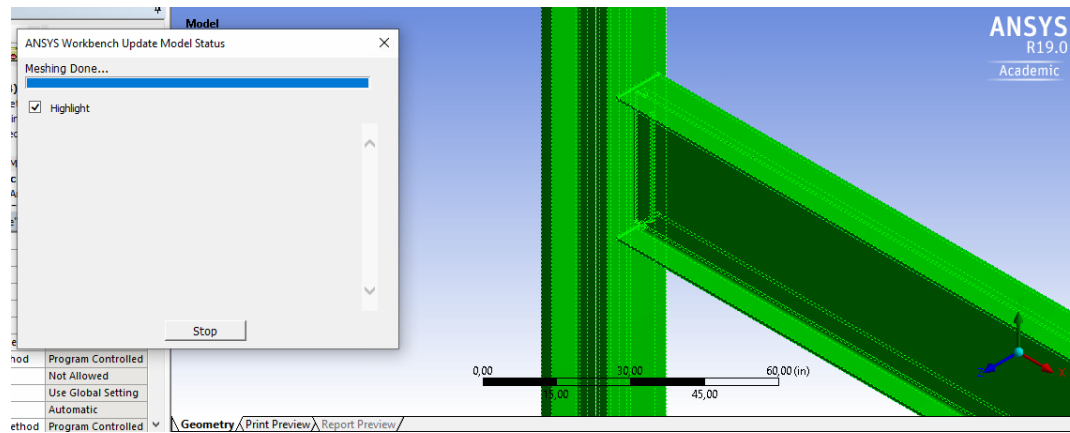 Model
ANSYS
R19.0
Academic
ANSYS Workbench Update Model Status
Meshing Done...
Highlight
Stop
Program Controlled
Not Allowed
Use Global Setting
Automatic
Program Controlled
0,00
30,00
60,00 (in)
15,00
45,00
Z
X
Geometry
Print Preview
Report Preview